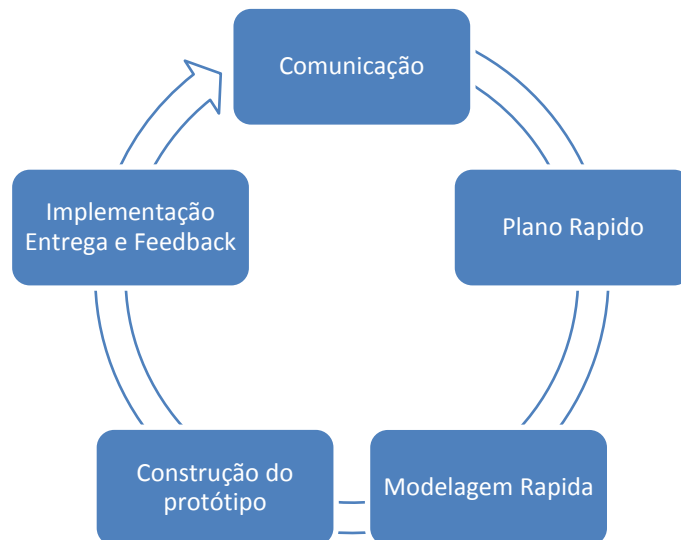 Comunicação
Plano Rapido
Modelagem Rapida
Construção do
protótipo
Implementação
Entrega e Feedback